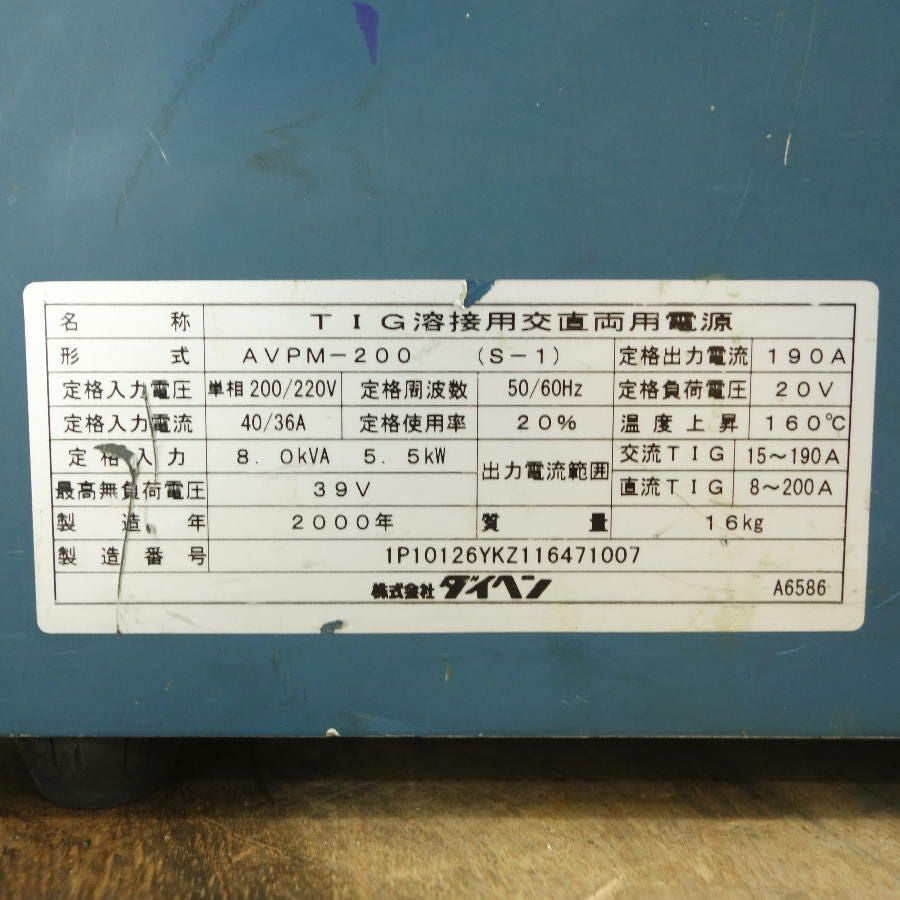 名称 TIG溶接用交直両用電源
形式 AVPM-200 (S-1) 定格出力電流 190A
定格入力電圧 単相200/220V 定格周波数 50/60Hz 定格負荷電圧 20V
定格入力電流 40/36A 定格使用率 20% 温度上昇 160℃
定格入力 8.0kVA 5.5kW 出力電流範囲 交流TIG 15~190A
最高無負荷電圧 39V 直流TIG 8~200A
製造年 2000年 質量 16kg
製造番号 1P10126YKZ116471007
株式会社 ダイヘン A6586